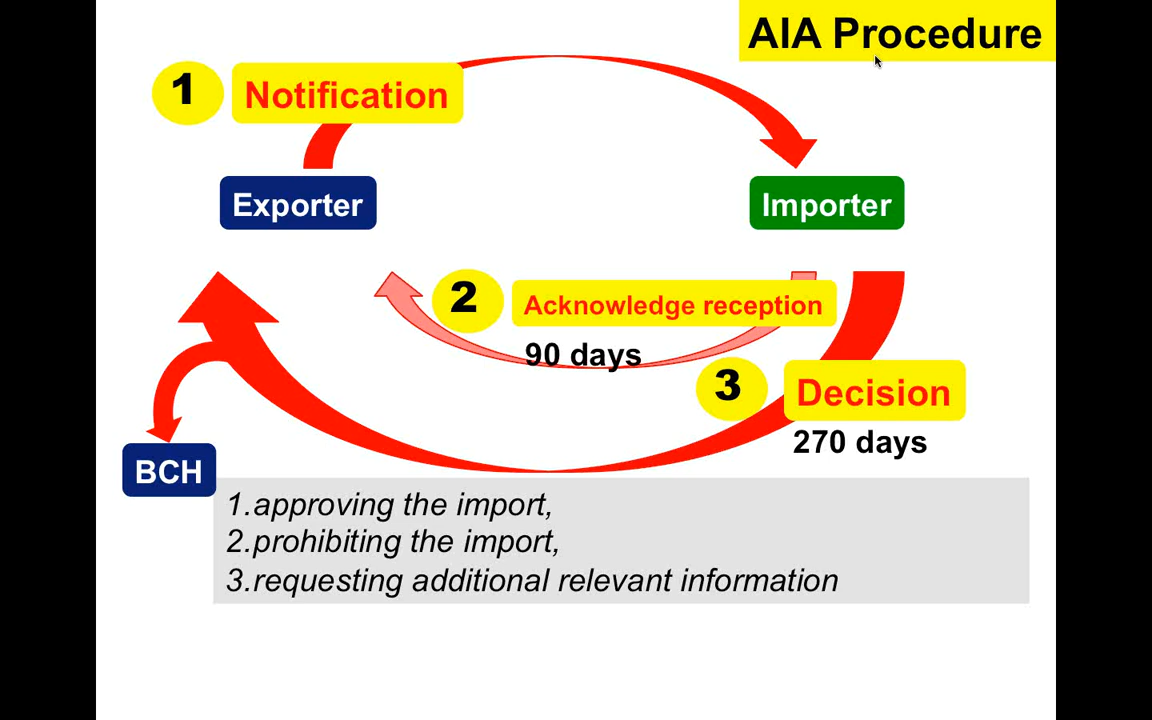 AIA Procedure
1 Notification
Exporter
Importer
2 Acknowledge reception
90 days
3 Decision
270 days
BCH
1.approving the import,
2.prohibiting the import,
3.requesting additional relevant information